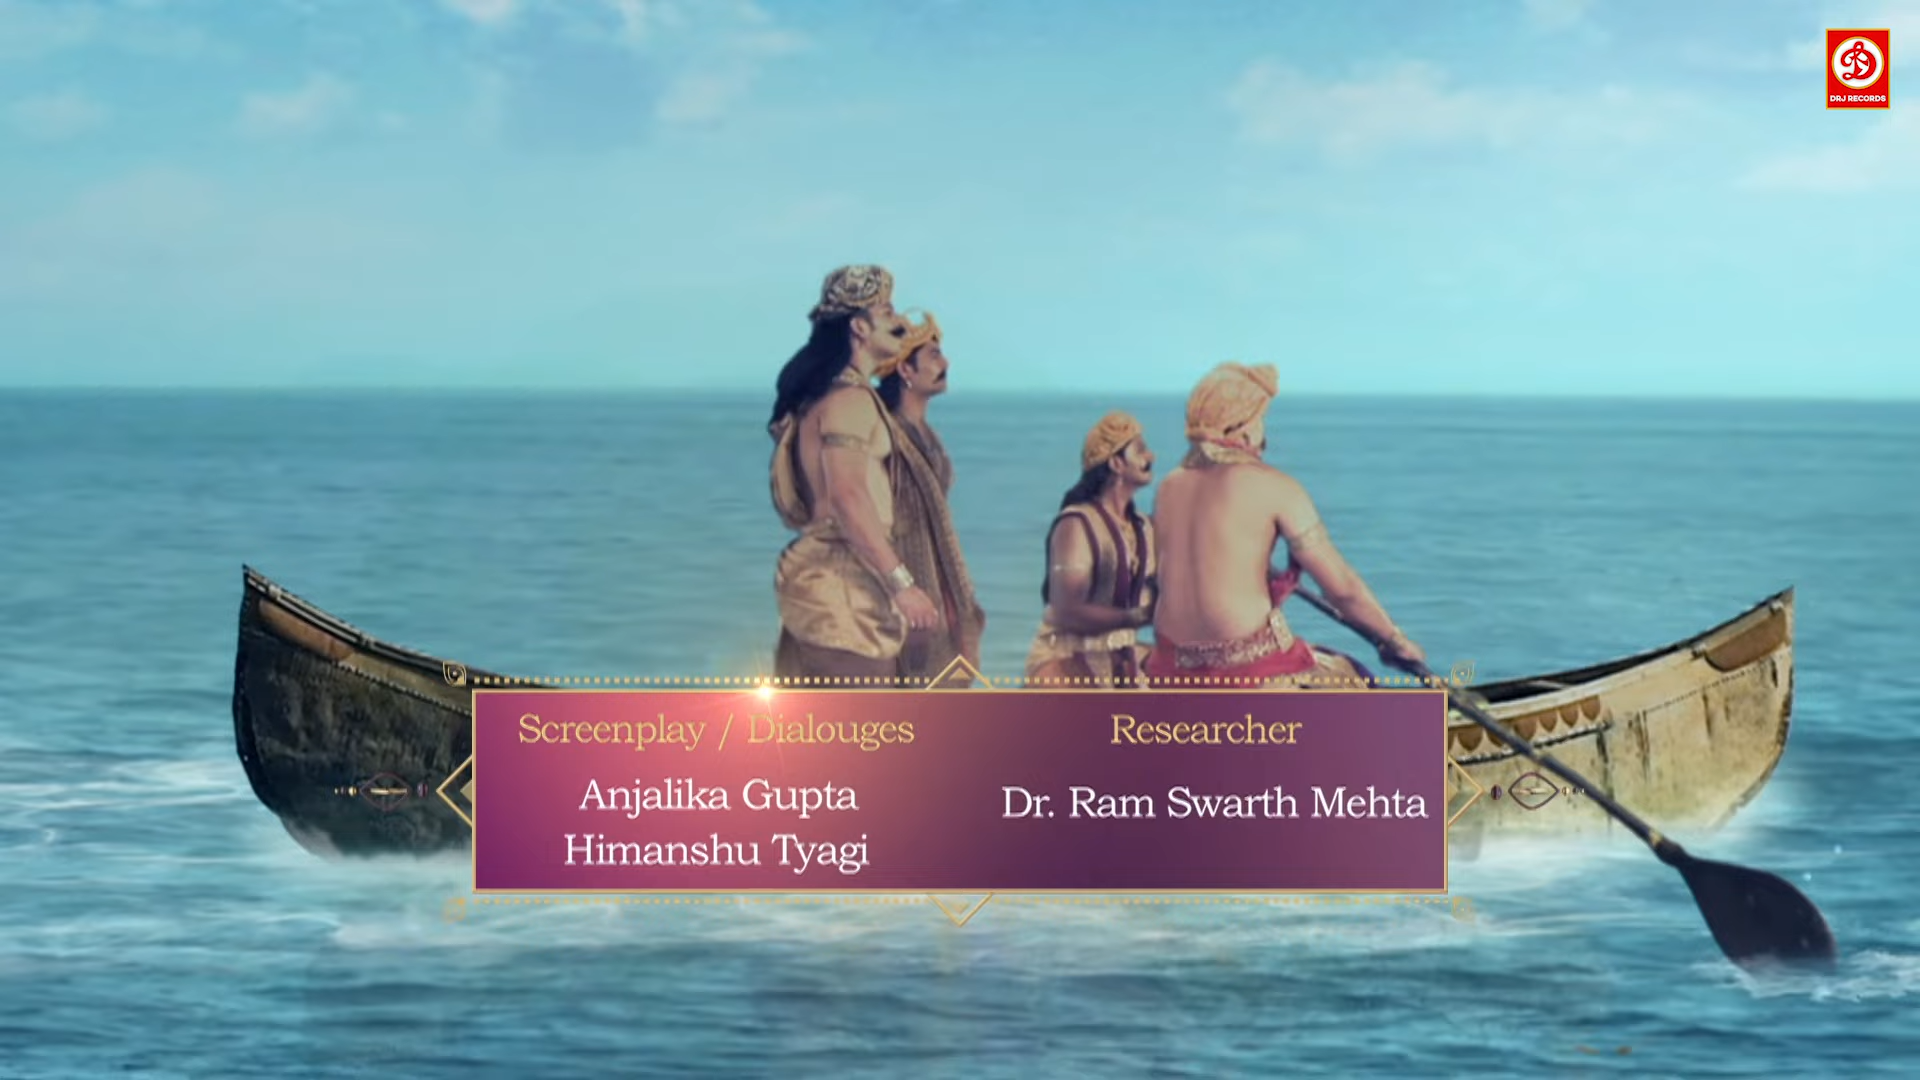 DRJ RECORDS
Screenplay / Dialouges
Anjalika Gupta
Himanshu Tyagi
Researcher
Dr. Ram Swarth Mehta